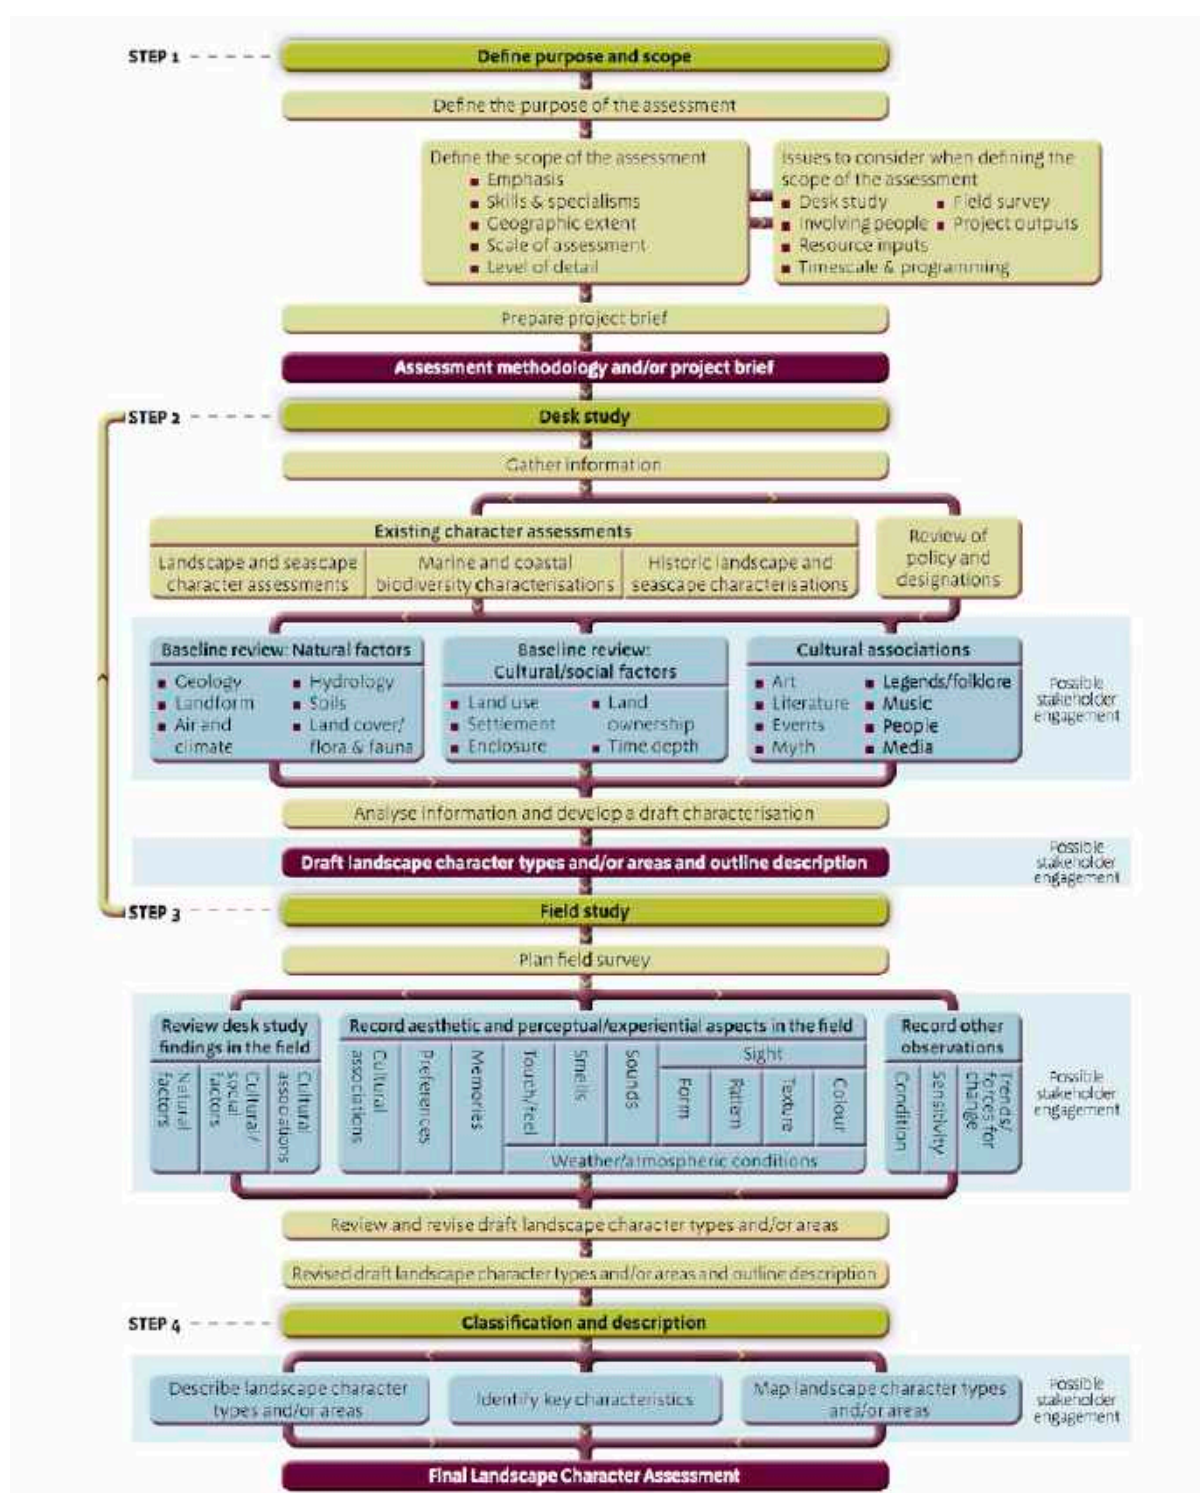 STEP 1
Define purpose and scope
Define the purpose of the assessment
Define the scope of the assessment
Emphasis
Skills & specialisms
Geographic extent
Scale of assessment
Level of detail
Issues to consider when defining the
scope of the assessment
Desk study
Field survey
Involving people
Project outputs
Resource inputs
Timescale & programming
Prepare project brief
Assessment methodology and/or project brief
STEP 2
Desk study
Gather information
Existing character assessments
Landscape and seascape
character assessments
Marine and coastal
biodiversity characterisations
Historic landscape and
seascape characterisations
Review of
policy and
designations
Baseline review: Natural factors
Geology
Landform
Air and
climate
Hydrology
Soils
Land cover/
flora & fauna
Baseline review:
Cultural/social factors
Land use
Settlement
Enclosure
Land
ownership
Time depth
Cultural associations
Art
Literature
Events
Myth
Legends/folklore
Music
People
Media
Possible
stakeholder
engagement
Analyse information and develop a draft characterisation
Draft landscape character types and/or areas and outline description
Possible
stakeholder
engagement
STEP 3
Field study
Plan field survey
Review desk study
findings in the field
Natural
factors
Cultural/
social
factors
Cultural
associations
Record aesthetic and perceptual/experiential aspects in the field
Cultural
associations
Preferences
Memories
Touch/feel
Smells
Sounds
Sight
Form
Pattern
Texture
Colour
Weather/atmospheric conditions
Record other
observations
Condition
Sensitivity
Trends/
forces for
change
Possible
stakeholder
engagement
Review and revise draft landscape character types and/or areas
Revised draft landscape character types and/or areas and outline description
STEP 4
Classification and description
Describe landscape character
types and/or areas
Identify key characteristics
Map landscape character types
and/or areas
Possible
stakeholder
engagement
Final Landscape Character Assessment